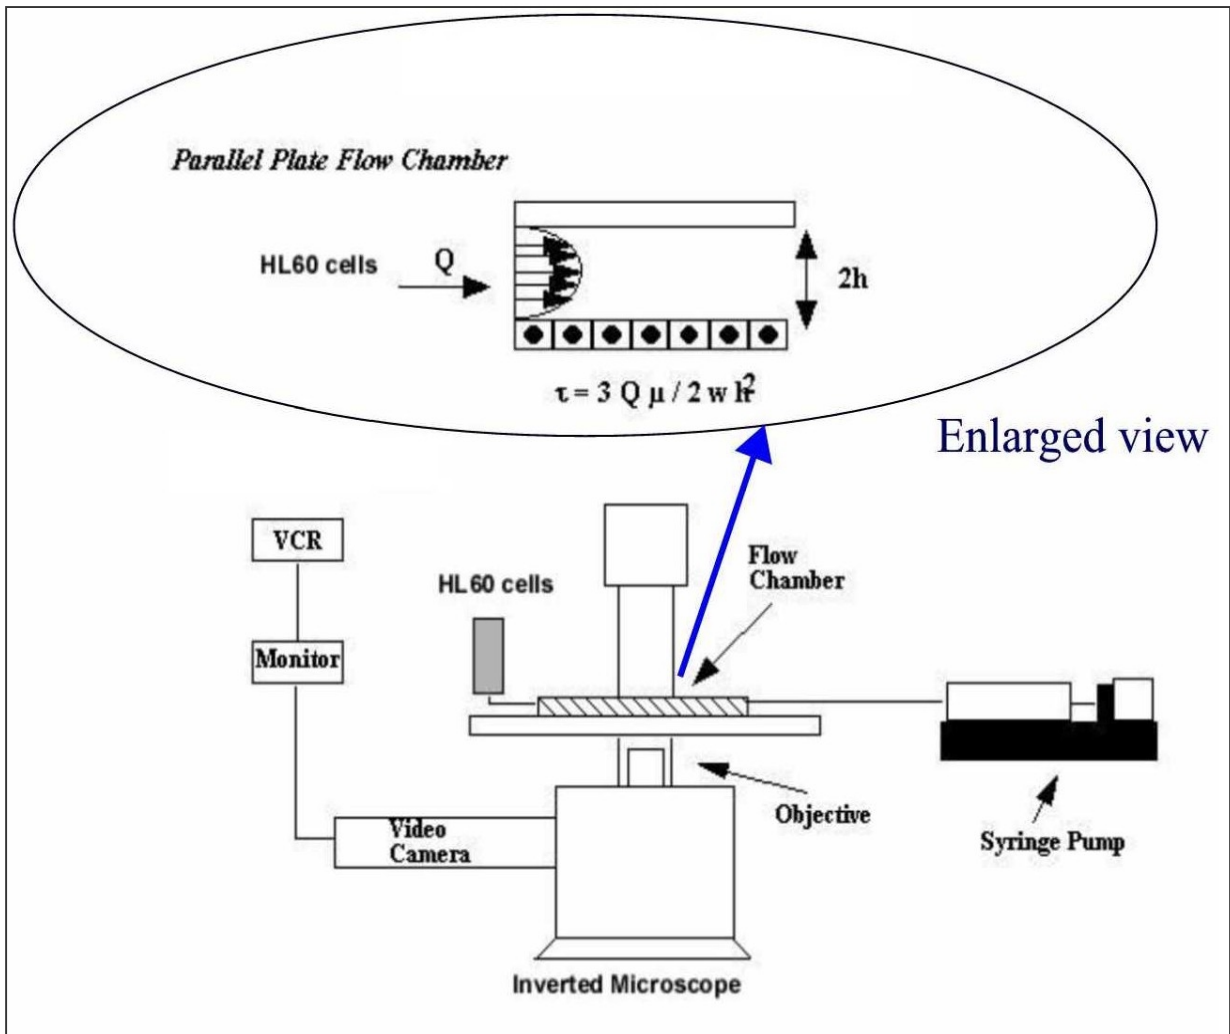 Parallel Plate Flow Chamber
HL60 cells
Q
2h
τ = 3 Q μ / 2 w h²
Enlarged view
VCR
Monitor
HL60 cells
Flow
Chamber
Objective
Video
Camera
Syringe Pump
Inverted Microscope